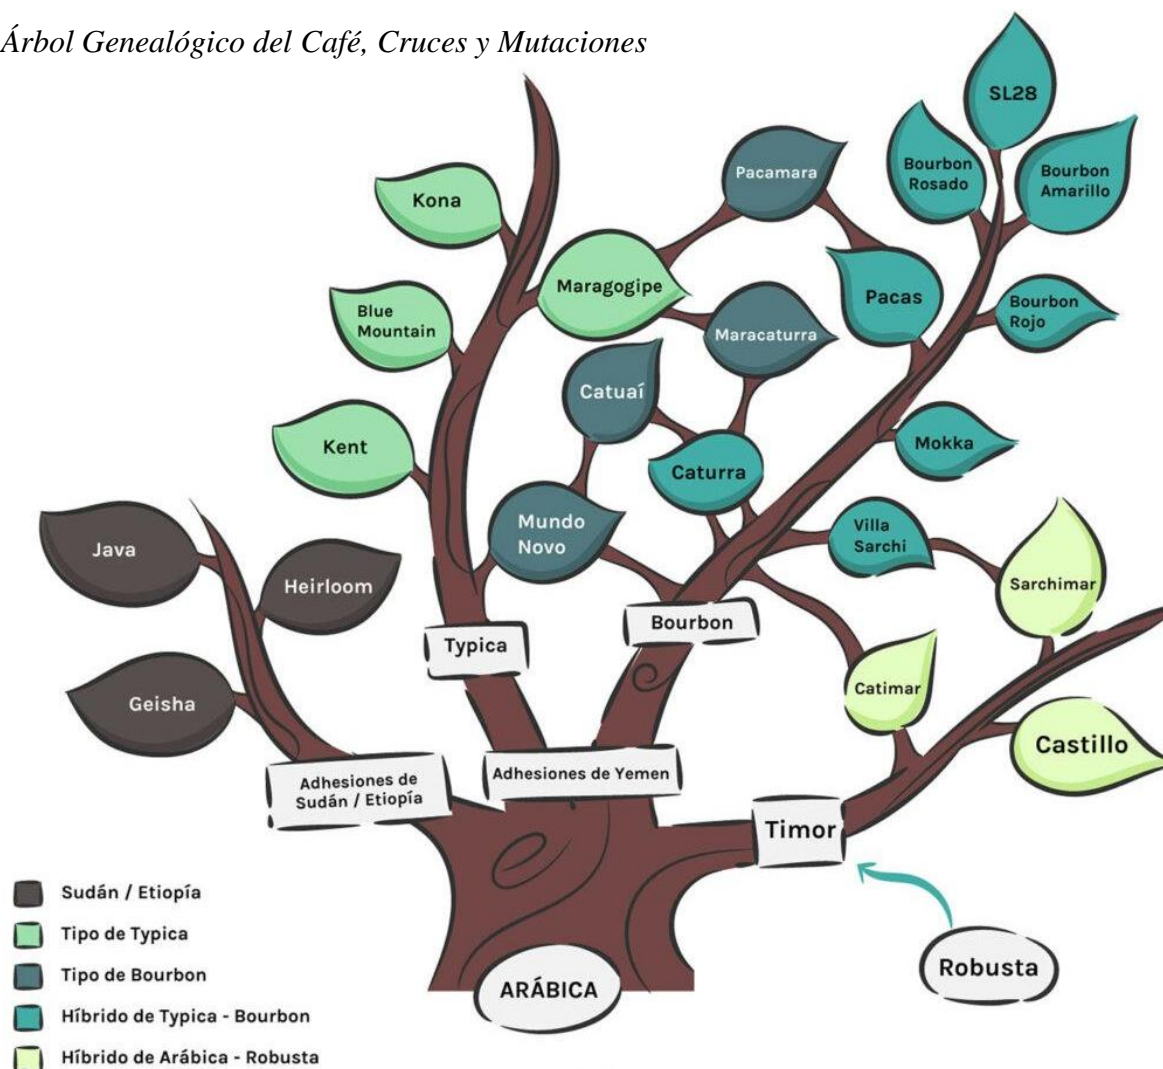 Árbol Genealógico del Café, Cruces y Mutaciones
SL28
Bourbon
Rosado
Bourbon
Amarillo
Pacamara
Kona
Maragogipe
Pacas
Bourbon
Rojo
Blue
Mountain
Maracaturra
Catuaí
Kent
Caturra
Mokka
Mundo
Novo
Villa
Sarchi
Java
Heirloom
Sarchimar
Typica
Bourbon
Geisha
Catimar
Castillo
Adhesiones de
Sudán / Etiopía
Adhesiones de Yemen
Timor
Robusta
ARÁBICA
Sudán / Etiopía
Tipo de Typica
Tipo de Bourbon
Híbrido de Typica - Bourbon
Híbrido de Arábica - Robusta